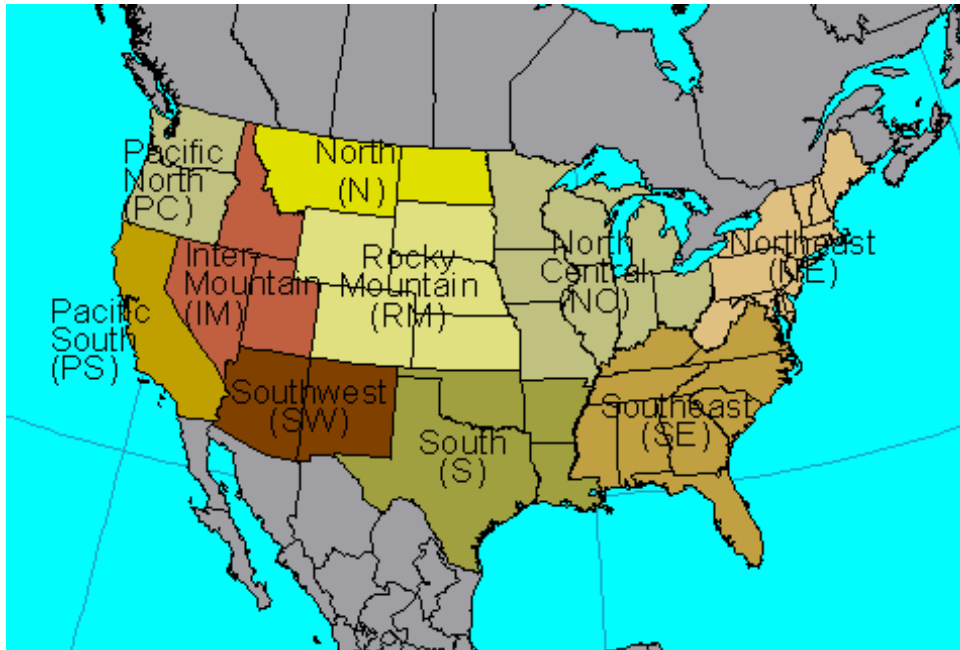 Pacific
North
(PC)
North
(N)
Inter-
Mountain
(IM)
Rocky
Mountain
(RM)
North
Central
(NC)
Northeast
(NE)
Pacific
South
(PS)
Southwest
(SW)
South
(S)
Southeast
(SE)